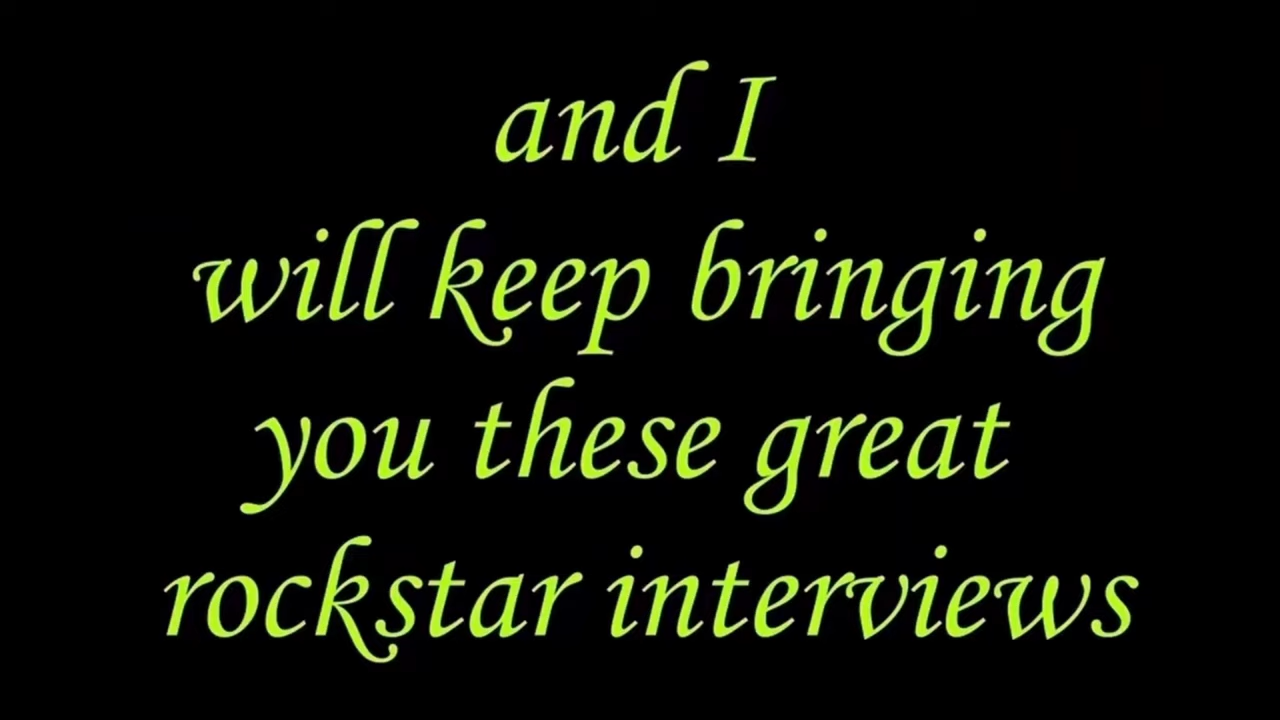 and I
will keep bringing
you these great
rockstar interviews